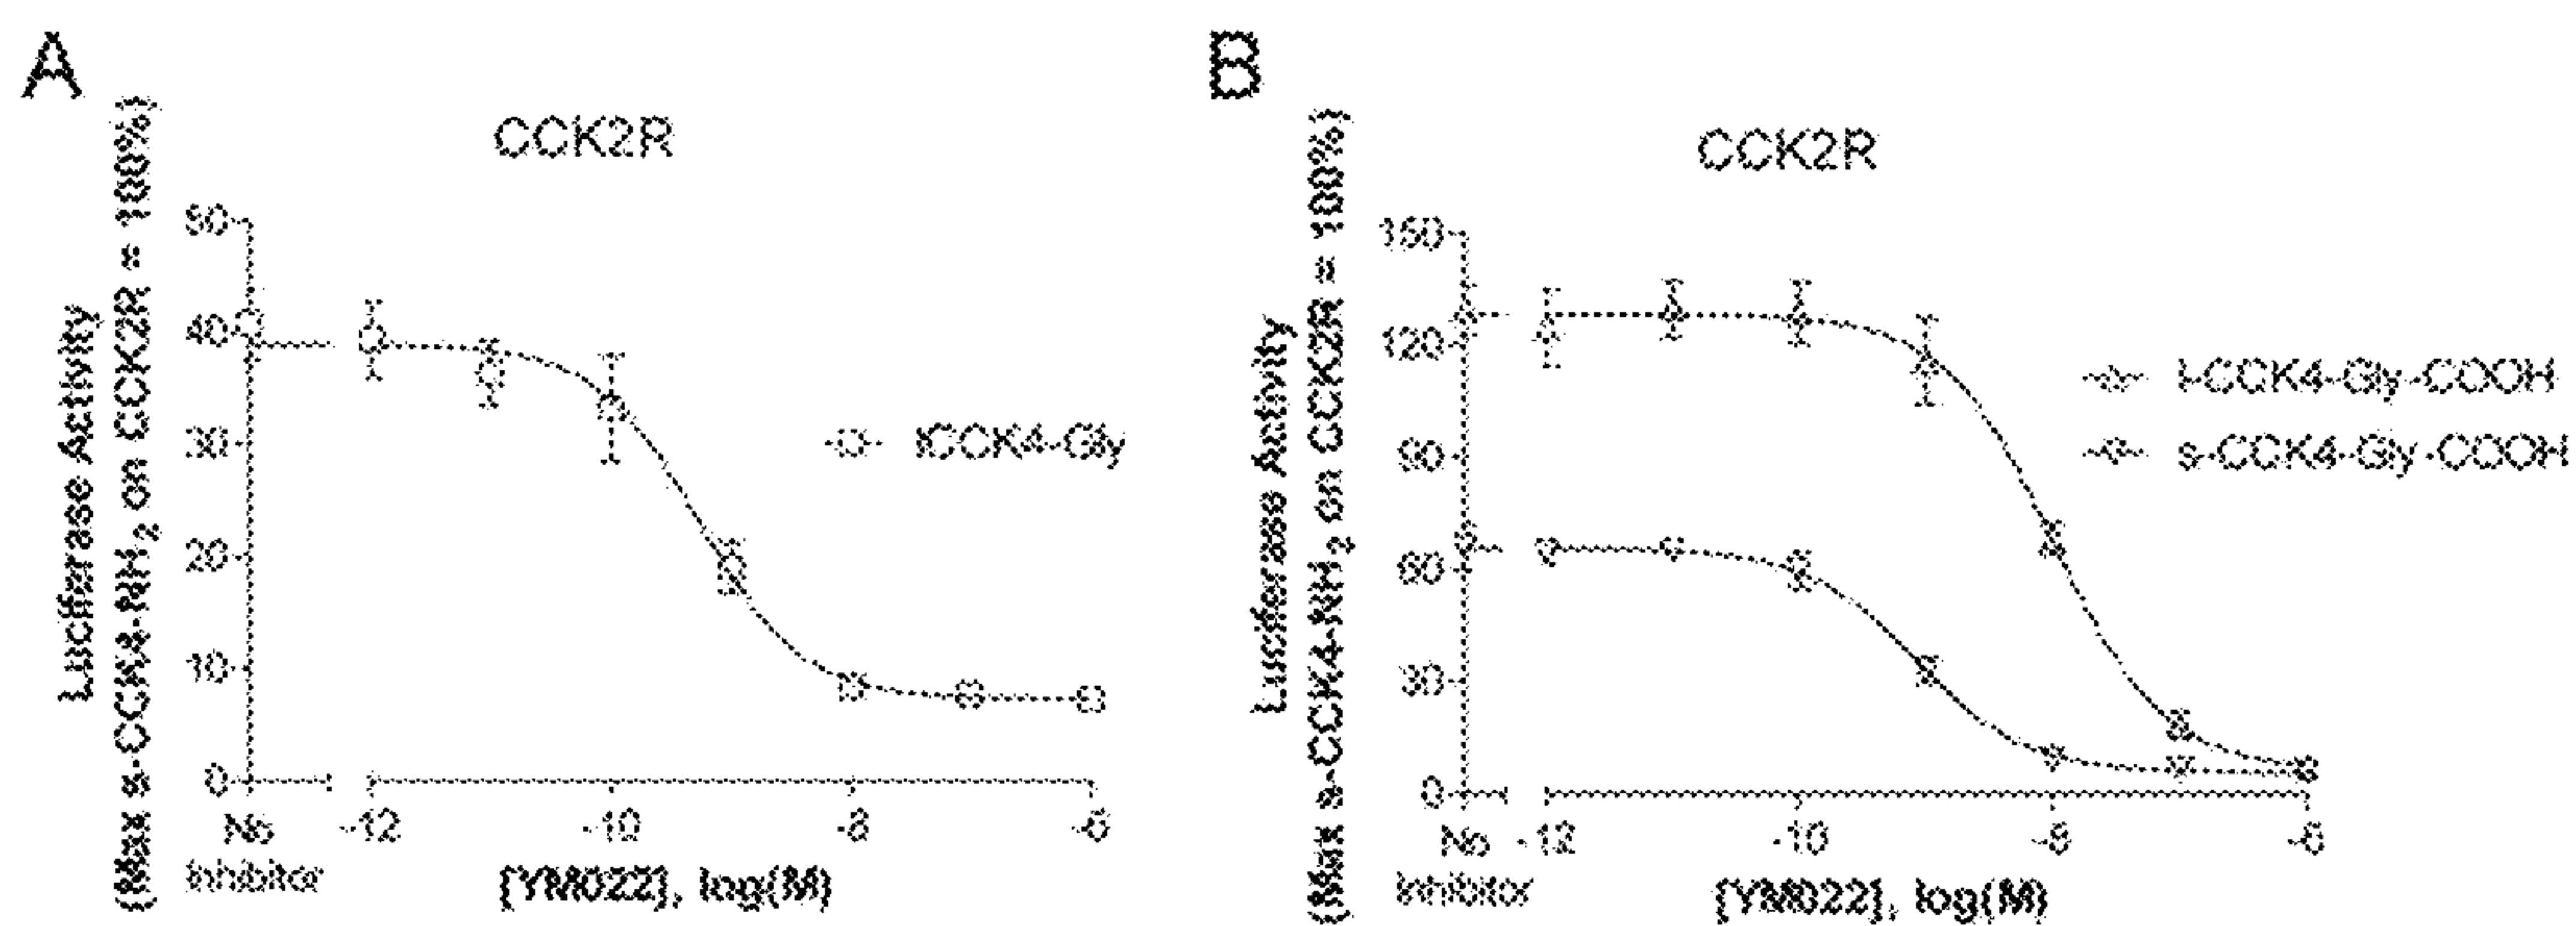 A
CCK2R
Luciferase Activity
(Max s-CCK4-NH2 on CCK2R = 100%)
50
40
30
20
10
0
No
Inhibitor
-12
-10
-8
-6
[YM022], log(M)
tCCK4-Gly
B
CCK2R
Luciferase Activity
(Max s-CCK4-NH2 on CCK2R = 100%)
150
120
90
60
30
0
No
Inhibitor
-12
-10
-8
-6
[YM022], log(M)
l-CCK4-Gly-COOH
s-CCK4-Gly-COOH